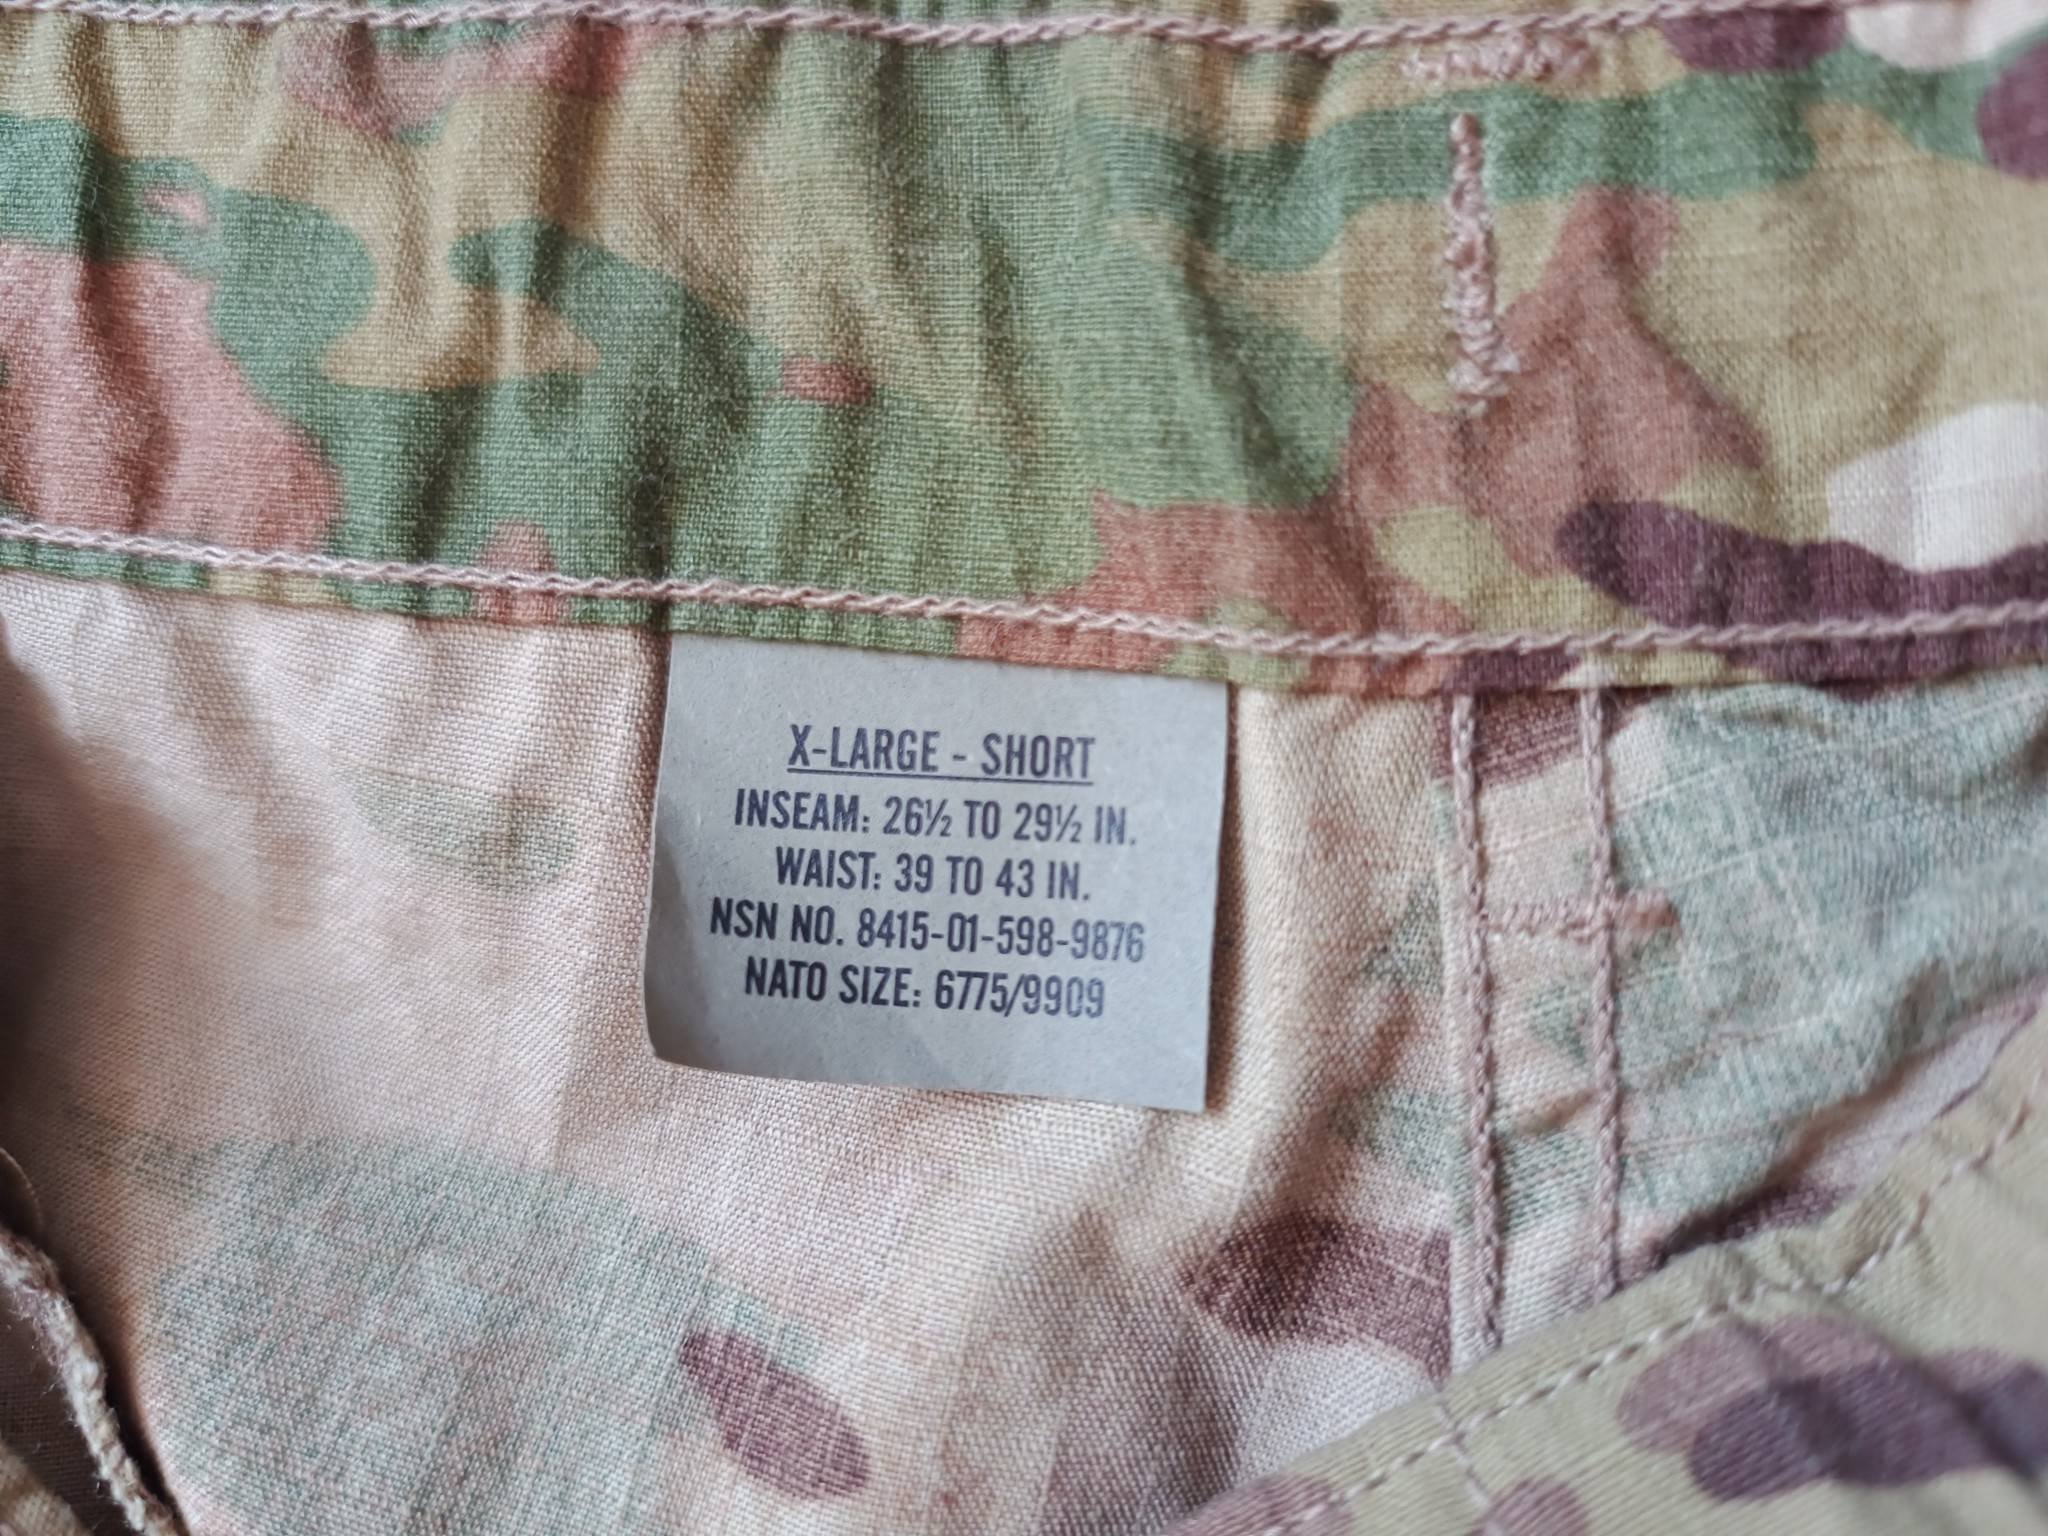 X-LARGE - SHORT
INSEAM: 26½ TO 29½ IN.
WAIST: 39 TO 43 IN.
NSN NO. 8415-01-598-9876
NATO SIZE: 6775/9909